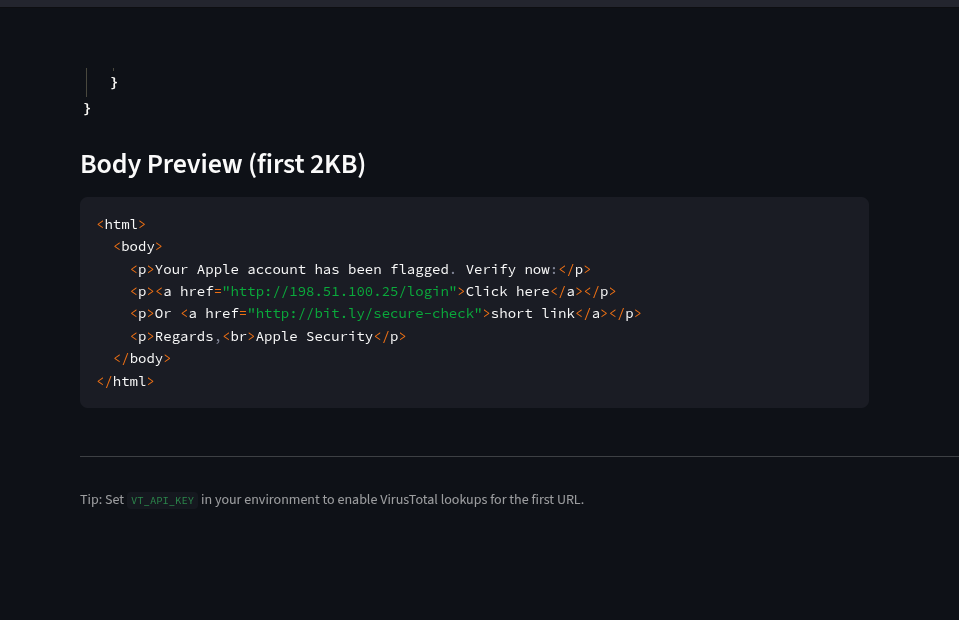 }
}
Body Preview (first 2KB)
<html>
  <body>
    <p>Your Apple account has been flagged. Verify now:</p>
    <p><a href="http://198.51.100.25/login">Click here</a></p>
    <p>Or <a href="http://bit.ly/secure-check">short link</a></p>
    <p>Regards,<br>Apple Security</p>
  </body>
</html>
Tip: Set VT_API_KEY in your environment to enable VirusTotal lookups for the first URL.